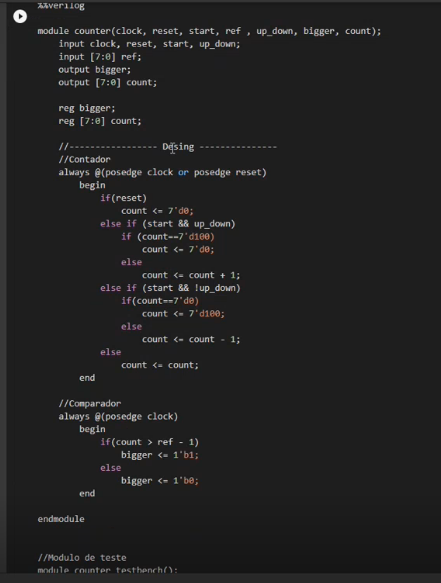 %%verilog
module counter(clock, reset, start, ref , up_down, bigger, count);
input clock, reset, start, up_down;
input [7:0] ref;
output bigger;
output [7:0] count;
reg bigger;
reg [7:0] count;
//----------------- Desing ---------------
//Contador
always @(posedge clock or posedge reset)
begin
if(reset)
count <= 7'd0;
else if (start && up_down)
if (count==7'd100)
count <= 7'd0;
else
count <= count + 1;
else if (start && !up_down)
if(count==7'd0)
count <= 7'd100;
else
count <= count - 1;
else
count <= count;
end
//Comparador
always @(posedge clock)
begin
if(count > ref - 1)
bigger <= 1'b1;
else
bigger <= 1'b0;
end
endmodule
//Modulo de teste
module counter_testbench();